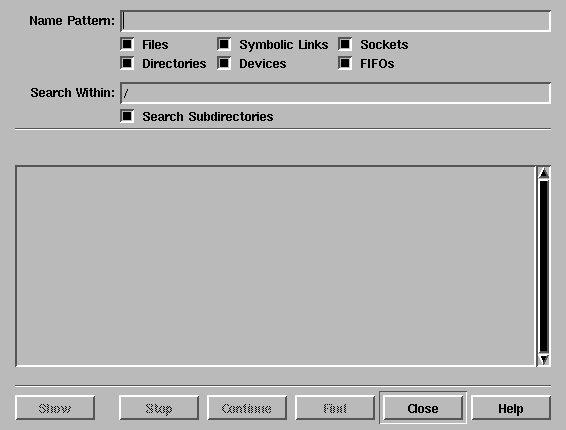 Name Pattern:
Files Symbolic Links Sockets
Directories Devices FIFOs
Search Within: /
Search Subdirectories
Show Stop Continue Find Close Help